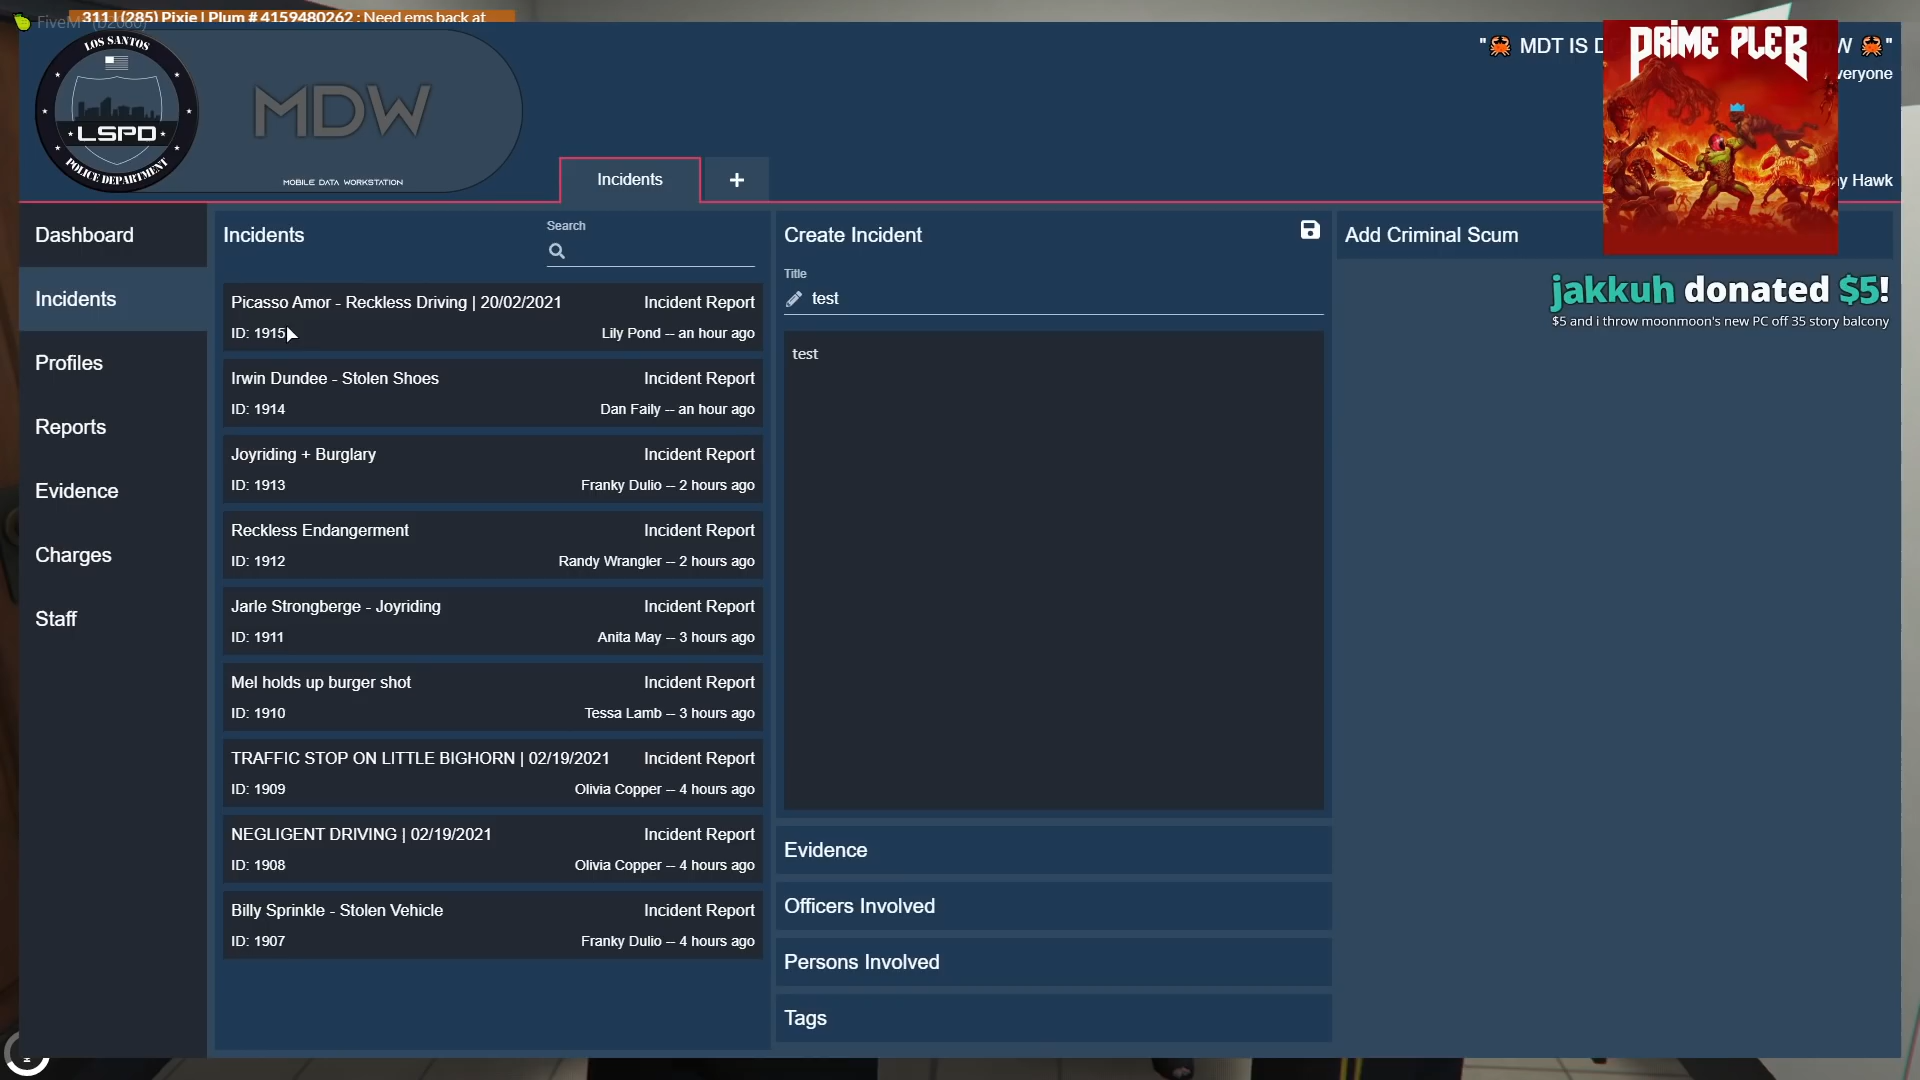 311 | (285) Pixie | Plum # 4159480262 : Need ems back at
FiveM
LOS SANTOS
LSPD
POLICE DEPARTMENT
MDW
MOBILE DATA WORKSTATION
" 🦀 MDT IS D
W 🦀 "
veryone
y Hawk
PRIME PLEB
Incidents
+
Dashboard
Incidents
Profiles
Reports
Evidence
Charges
Staff
Incidents
Search
Picasso Amor - Reckless Driving | 20/02/2021 Incident Report
ID: 1915 Lily Pond -- an hour ago
Irwin Dundee - Stolen Shoes Incident Report
ID: 1914 Dan Faily -- an hour ago
Joyriding + Burglary Incident Report
ID: 1913 Franky Dulio -- 2 hours ago
Reckless Endangerment Incident Report
ID: 1912 Randy Wrangler -- 2 hours ago
Jarle Strongberge - Joyriding Incident Report
ID: 1911 Anita May -- 3 hours ago
Mel holds up burger shot Incident Report
ID: 1910 Tessa Lamb -- 3 hours ago
TRAFFIC STOP ON LITTLE BIGHORN | 02/19/2021 Incident Report
ID: 1909 Olivia Copper -- 4 hours ago
NEGLIGENT DRIVING | 02/19/2021 Incident Report
ID: 1908 Olivia Copper -- 4 hours ago
Billy Sprinkle - Stolen Vehicle Incident Report
ID: 1907 Franky Dulio -- 4 hours ago
Create Incident
Title
test
test
Evidence
Officers Involved
Persons Involved
Tags
Add Criminal Scum
jakkuh donated $5!
$5 and i throw moonmoon's new PC off 35 story balcony